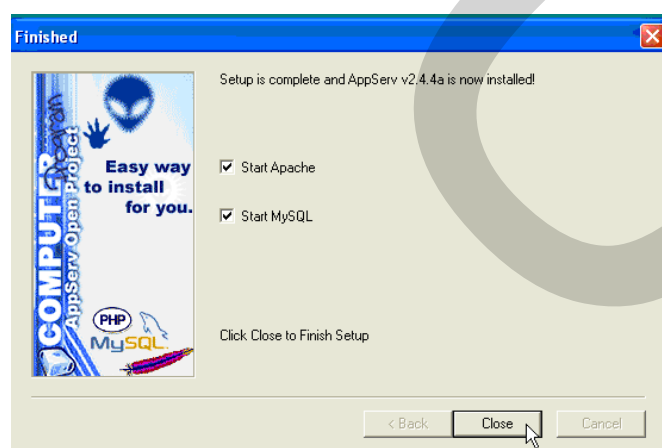 Finished
Setup is complete and AppServ v2.4.4a is now installed!
COMPUTER
Program
AppServ Open Project
Easy way
to install
for you.
PHP
MySQL
Start Apache
Start MySQL
Click Close to Finish Setup
< Back
Close
Cancel